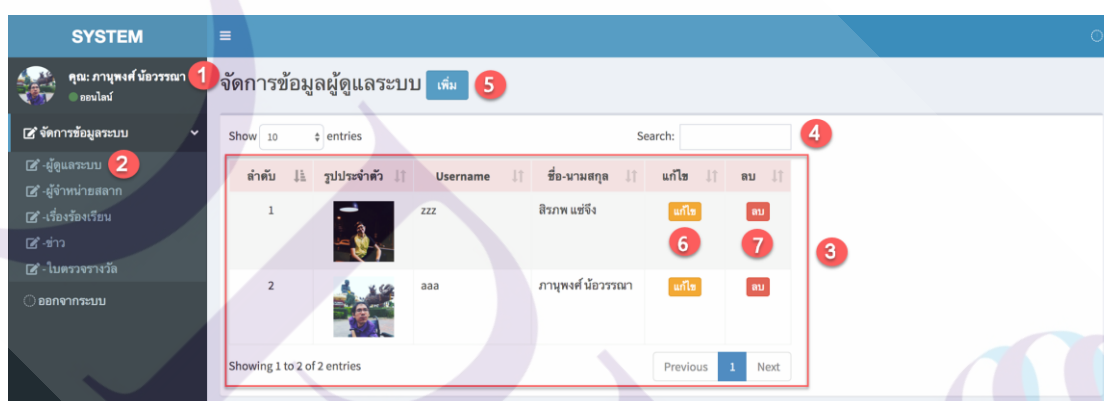 SYSTEM
คุณ: ภานุพงศ์ น้อวรรณา 1
ออนไลน์
จัดการข้อมูลผู้ดูแลระบบ เพิ่ม 5
จัดการข้อมูลระบบ
-ผู้ดูแลระบบ 2
-ผู้จำหน่ายสลาก
-เรื่องร้องเรียน
-ข่าว
-ใบตรวจรางวัล
ออกจากระบบ
Show 10 entries Search: 4
ลำดับ รูปประจำตัว Username ชื่อ-นามสกุล แก้ไข ลบ
1 zzz สิรภพ แซ่จึง แก้ไข ลบ
6 7 3
2 aaa ภานุพงศ์ น้อวรรณา แก้ไข ลบ
Showing 1 to 2 of 2 entries Previous 1 Next